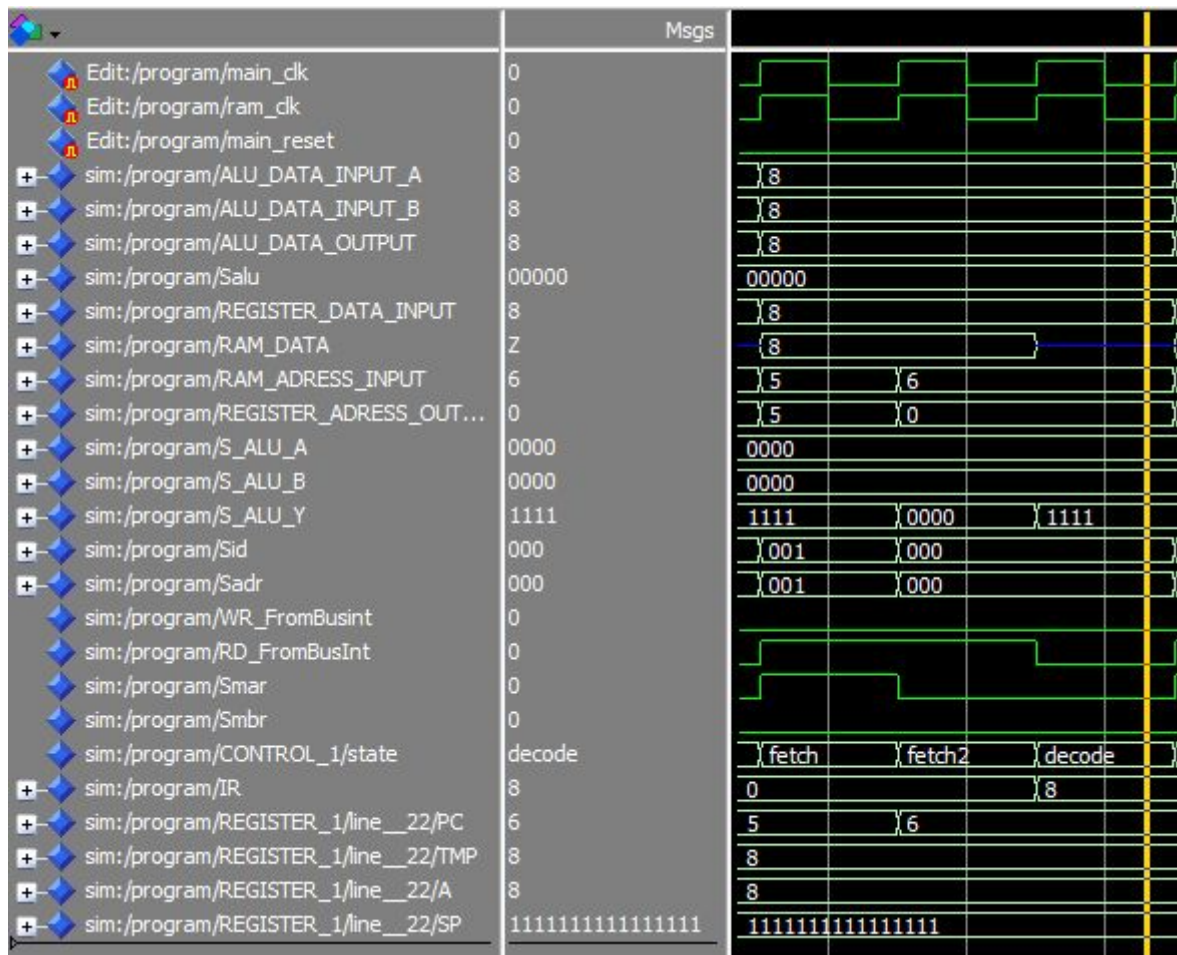 Msgs
Edit:/program/main_clk 0
Edit:/program/ram_clk 0
Edit:/program/main_reset 0
sim:/program/ALU_DATA_INPUT_A 8 8
sim:/program/ALU_DATA_INPUT_B 8 8
sim:/program/ALU_DATA_OUTPUT 8 8
sim:/program/Salu 00000 00000
sim:/program/REGISTER_DATA_INPUT 8 8
sim:/program/RAM_DATA Z 8
sim:/program/RAM_ADRESS_INPUT 6 5 6
sim:/program/REGISTER_ADRESS_OUT... 0 5 0
sim:/program/S_ALU_A 0000 0000
sim:/program/S_ALU_B 0000 0000
sim:/program/S_ALU_Y 1111 1111 0000 1111
sim:/program/Sid 000 001 000
sim:/program/Sadr 000 001 000
sim:/program/WR_FromBusint 0
sim:/program/RD_FromBusInt 0
sim:/program/Smar 0
sim:/program/Smbr 0
sim:/program/CONTROL_1/state decode fetch fetch2 decode
sim:/program/IR 8 0 8
sim:/program/REGISTER_1/line__22/PC 6 5 6
sim:/program/REGISTER_1/line__22/TMP 8 8
sim:/program/REGISTER_1/line__22/A 8 8
sim:/program/REGISTER_1/line__22/SP 1111111111111111 1111111111111111